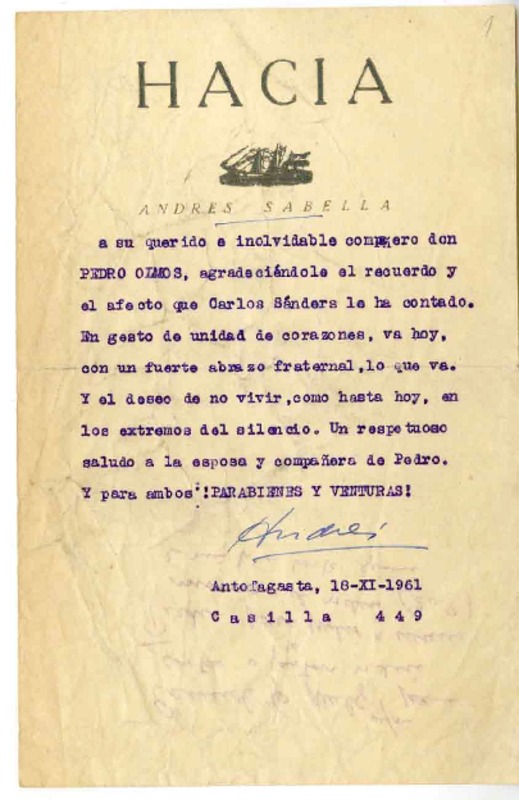 1
HACIA
ANDRES SABELLA
a su querido e inolvidable compañero don
PEDRO OLMOS, agradeciéndole el recuerdo y
el afecto que Carlos Sánders le ha contado.
En gesto de unidad de corazones, va hoy,
con un fuerte abrazo fraternal, lo que va.
Y el deseo de no vivir, como hasta hoy, en
los extremos del silencio. Un respetuoso
saludo a la esposa y compañera de Pedro.
Y para ambos !PARABIENES Y VENTURAS!
Andrés
Antofagasta, 18-XI-1961
Casilla 449